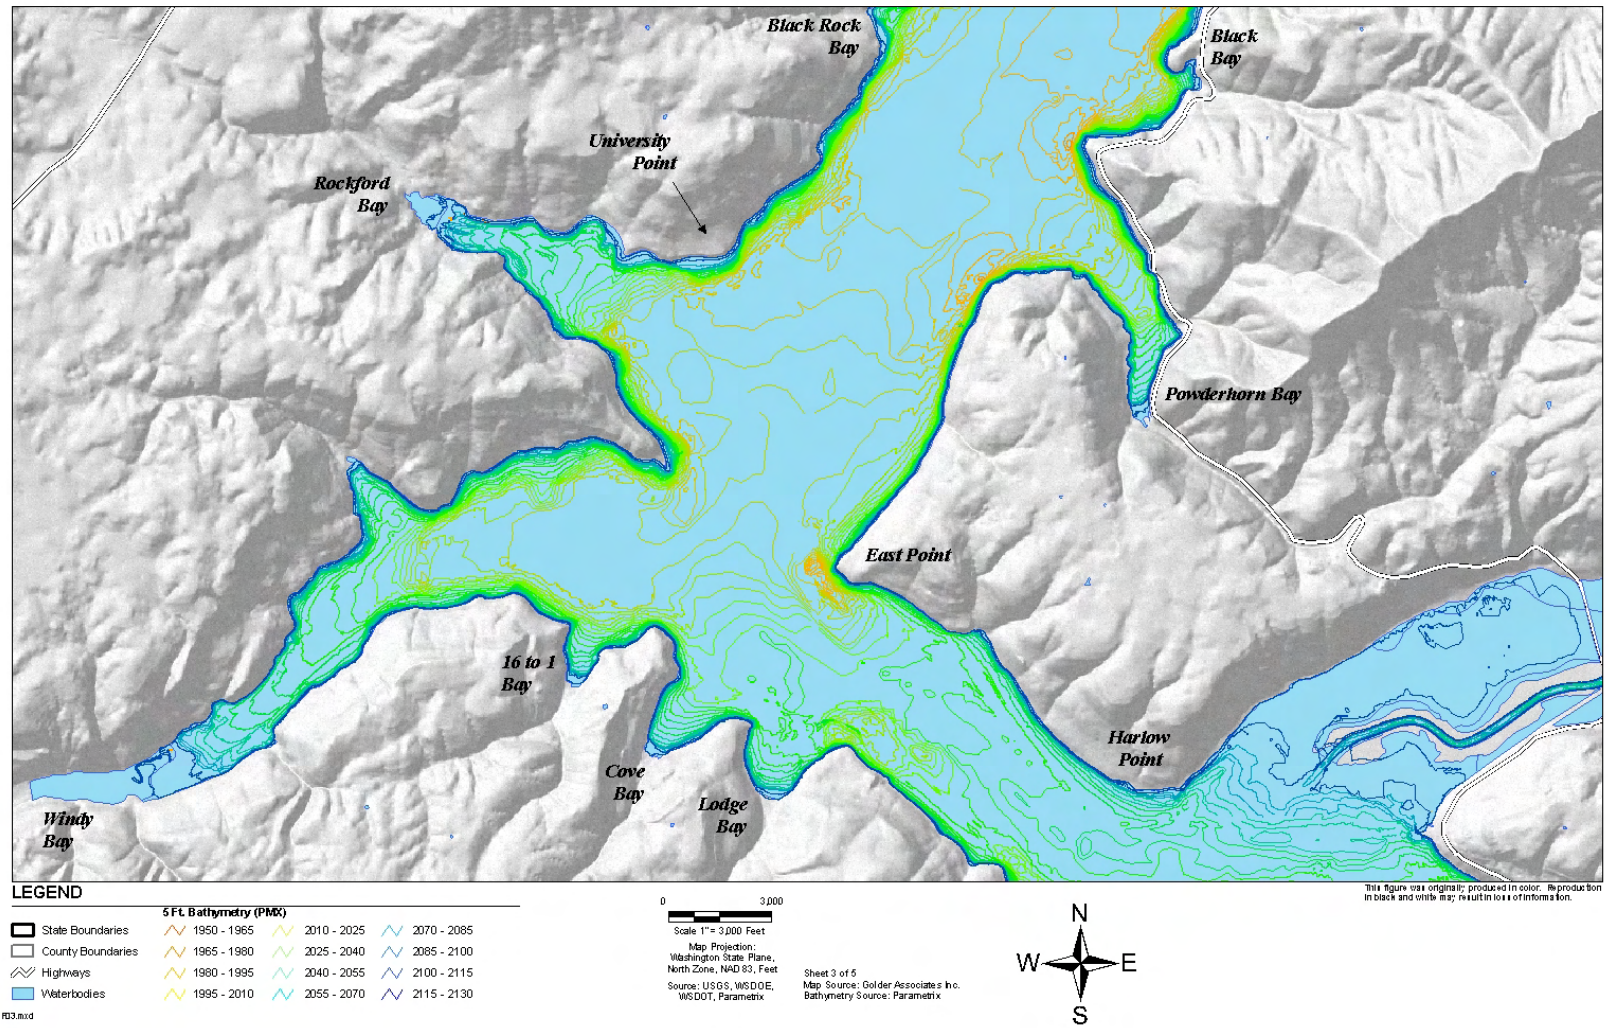 Black Rock
Bay
Black
Bay
University
Point
Rockford
Bay
Powderhorn Bay
East Point
16 to 1
Bay
Harlow
Point
Cove
Bay
Lodge
Bay
Windy
Bay
LEGEND
This figure was originally produced in color. Reproduction
in black and white may result in loss of information.
5 Ft. Bathymetry (PMX)
State Boundaries
County Boundaries
Highways
Waterbodies
1950 - 1965
1965 - 1980
1980 - 1995
1995 - 2010
2010 - 2025
2025 - 2040
2040 - 2055
2055 - 2070
2070 - 2085
2085 - 2100
2100 - 2115
2115 - 2130
0 3,000
Scale 1" = 3,000 Feet
Map Projection:
Washington State Plane,
North Zone, NAD 83, Feet
Source: USGS, WSDOE,
WSDOT, Parametrix
Sheet 3 of 5
Map Source: Golder Associates Inc.
Bathymetry Source: Parametrix
N
W E
S